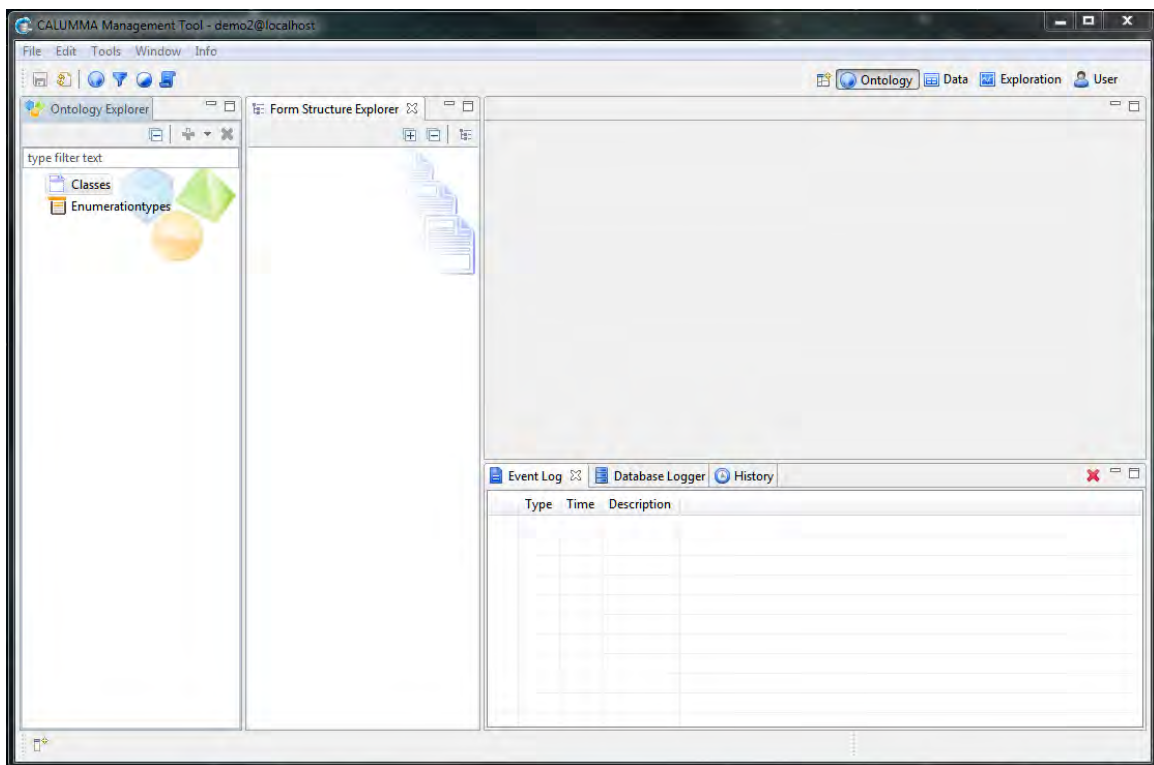 CALUMMA Management Tool - demo2@localhost
File Edit Tools Window Info
Ontology Data Exploration User
Ontology Explorer
Form Structure Explorer
type filter text
Classes
Enumerationtypes
Event Log Database Logger History
Type Time Description